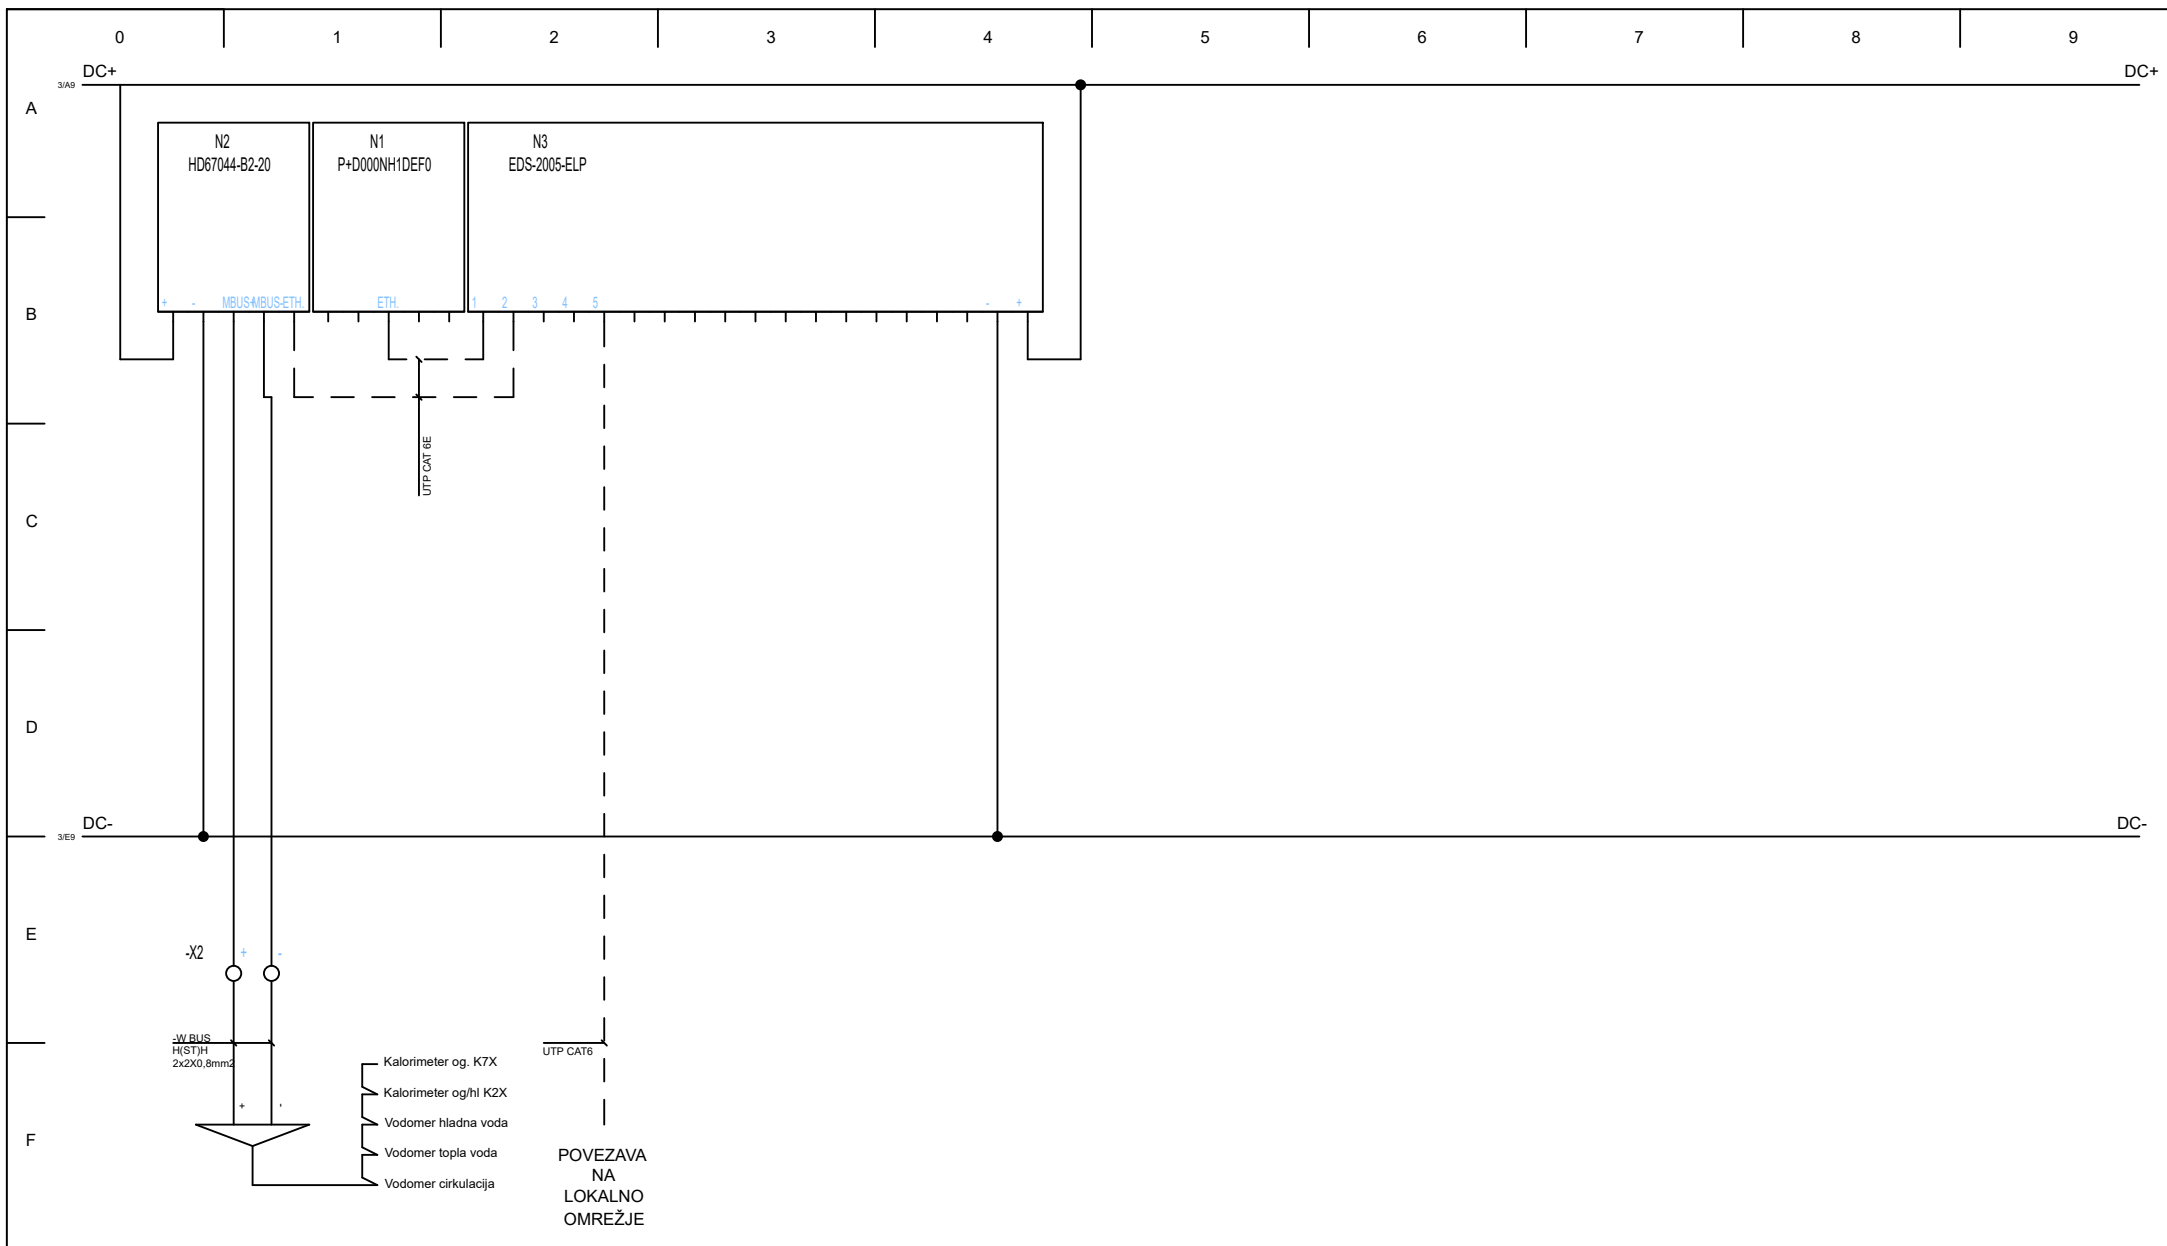 0 1 2 3 4 5 6 7 8 9
DC+ DC+
3/A9
A
N2 N1 N3
HD67044-B2-20 P+D000NH1DEF0 EDS-2005-ELP
+ - MBUS+ MBUS- ETH. ETH. 1 2 3 4 5 - +
B
UTP CAT 6E
C
D
DC- DC-
3/E9
E
-X2 + -
-W BUS
H(ST)H
2x2X0,8mm2
UTP CAT6
Kalorimeter og. K7X
Kalorimeter og/hl K2X
+ -
Vodomer hladna voda
F
Vodomer topla voda
Vodomer cirkulacija
POVEZAVA
NA
LOKALNO
OMREŽJE